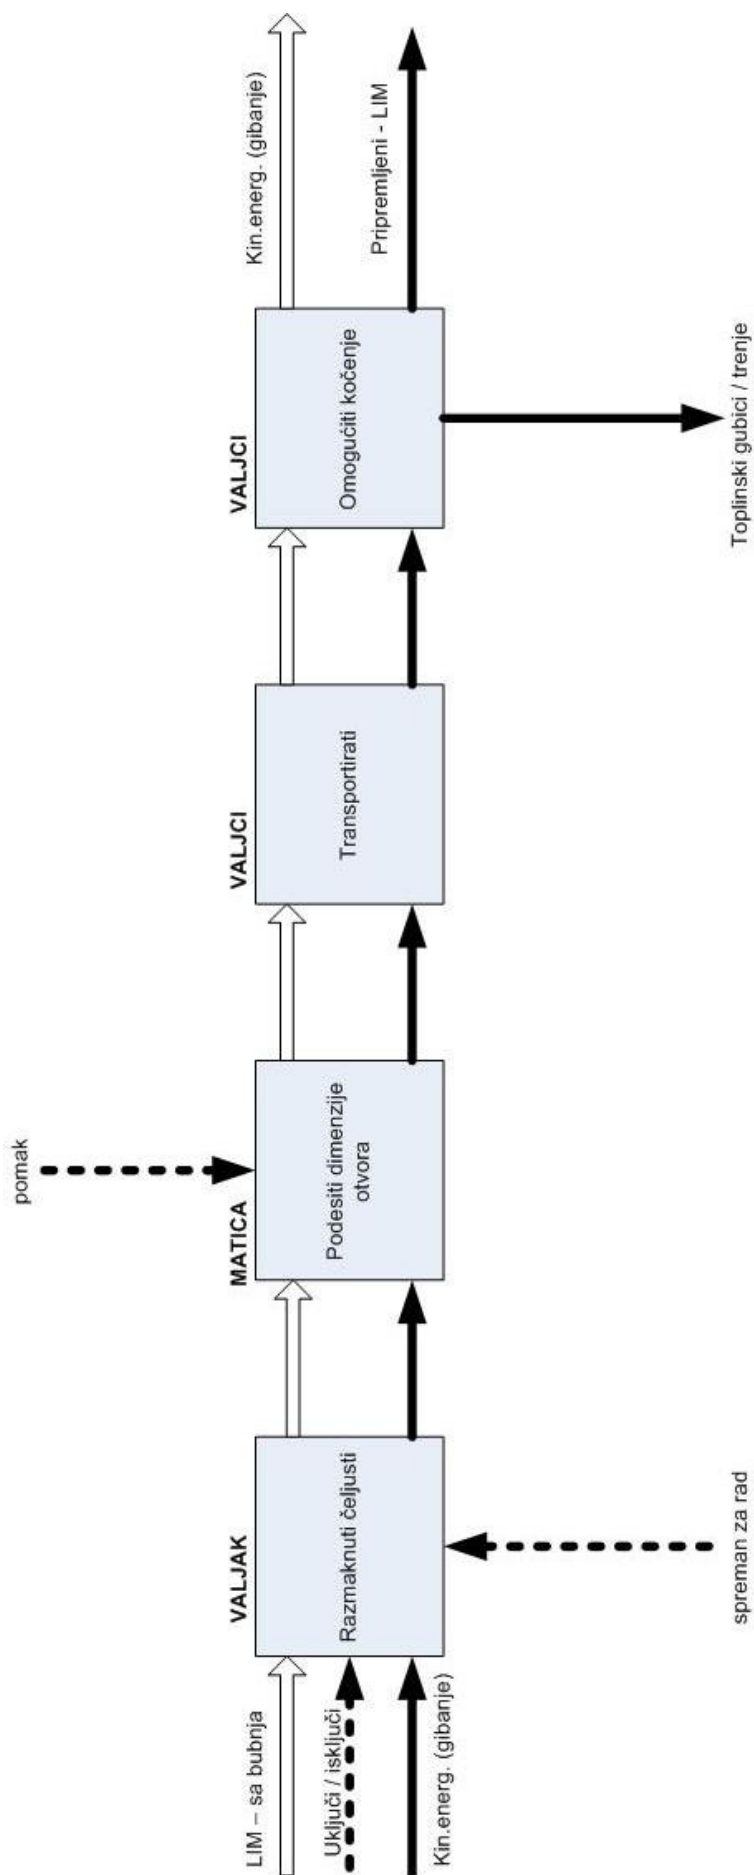 pomak
VALJAK
MATICA
VALJCI
VALJCI
LIM – sa bubnja
Uključi / isključi
Kin.energ. (gibanje)
Razmaknuti čeljusti
Podesiti dimenzije
otvora
Transportirati
Omogućiti kočenje
Kin.energ. (gibanje)
Pripremljeni - LIM
spreman za rad
Toplinski gubici / trenje